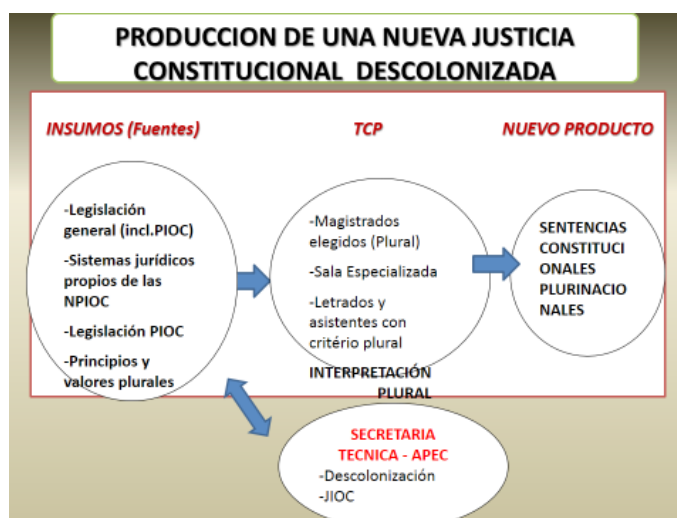 PRODUCCION DE UNA NUEVA JUSTICIA
CONSTITUCIONAL DESCOLONIZADA
INSUMOS (Fuentes)
-Legislación
general (incl.PIOC)
-Sistemas jurídicos
propios de las
NPIOC
-Legislación PIOC
-Principios y
valores plurales
TCP
-Magistrados
elegidos (Plural)
-Sala Especializada
-Letrados y
asistentes con
critério plural
INTERPRETACIÓN
PLURAL
NUEVO PRODUCTO
SENTENCIAS
CONSTITUCI
ONALES
PLURINACIO
NALES
SECRETARIA
TECNICA - APEC
-Descolonización
-JIOC